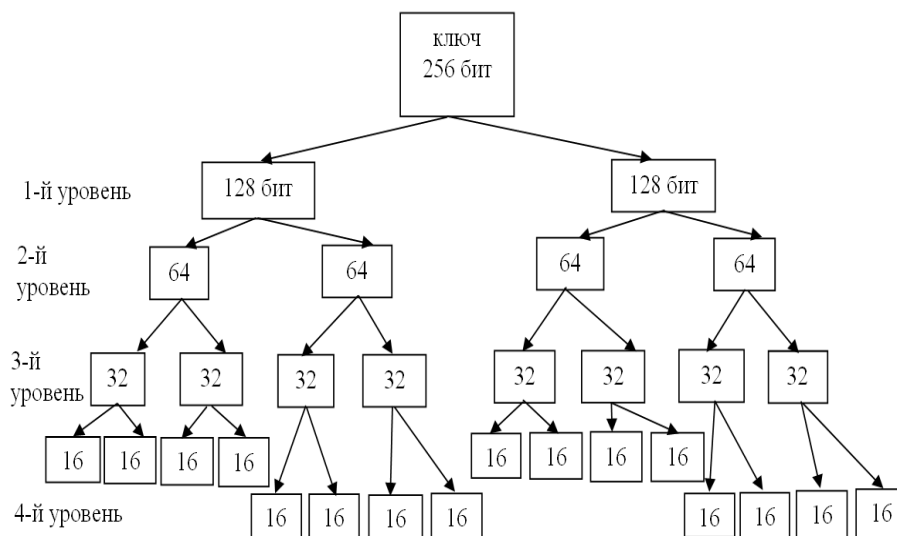 ключ
256 бит
1-й уровень
128 бит
128 бит
2-й
уровень
64
64
64
64
3-й
уровень
32
32
32
32
32
32
32
32
16
16
16
16
16
16
16
16
4-й уровень
16
16
16
16
16
16
16
16